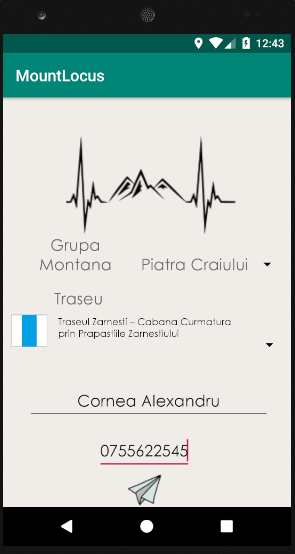 12:43
MountLocus
Grupa
Montana
Piatra Craiului
Traseu
Traseul Zarnesti – Cabana Curmatura
prin Prapastiile Zarnestiului
Cornea Alexandru
0755622545